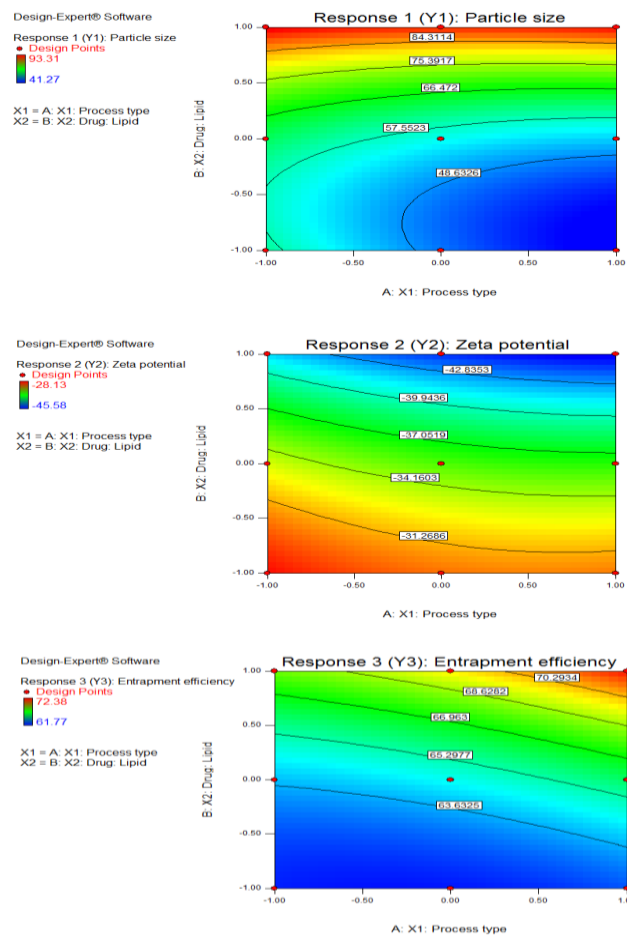 Design-Expert® Software
Response 1 (Y1): Particle size
Design Points
93.31
41.27
X1 = A: X1: Process type
X2 = B: X2: Drug: Lipid
Response 1 (Y1): Particle size
1.00
0.50
0.00
-0.50
-1.00
B: X2: Drug: Lipid
84.3114
75.3917
66.472
57.5523
48.6326
-1.00 -0.50 0.00 0.50 1.00
A: X1: Process type
Design-Expert® Software
Response 2 (Y2): Zeta potential
Design Points
-28.13
-45.58
X1 = A: X1: Process type
X2 = B: X2: Drug: Lipid
Response 2 (Y2): Zeta potential
1.00
0.50
0.00
-0.50
-1.00
B: X2: Drug: Lipid
-42.8353
-39.9436
-37.0519
-34.1603
-31.2686
-1.00 -0.50 0.00 0.50 1.00
A: X1: Process type
Design-Expert® Software
Response 3 (Y3): Entrapment efficiency
Design Points
72.38
61.77
X1 = A: X1: Process type
X2 = B: X2: Drug: Lipid
Response 3 (Y3): Entrapment efficiency
1.00
0.50
0.00
-0.50
-1.00
B: X2: Drug: Lipid
70.2934
68.6282
66.963
65.2977
63.6325
-1.00 -0.50 0.00 0.50 1.00
A: X1: Process type